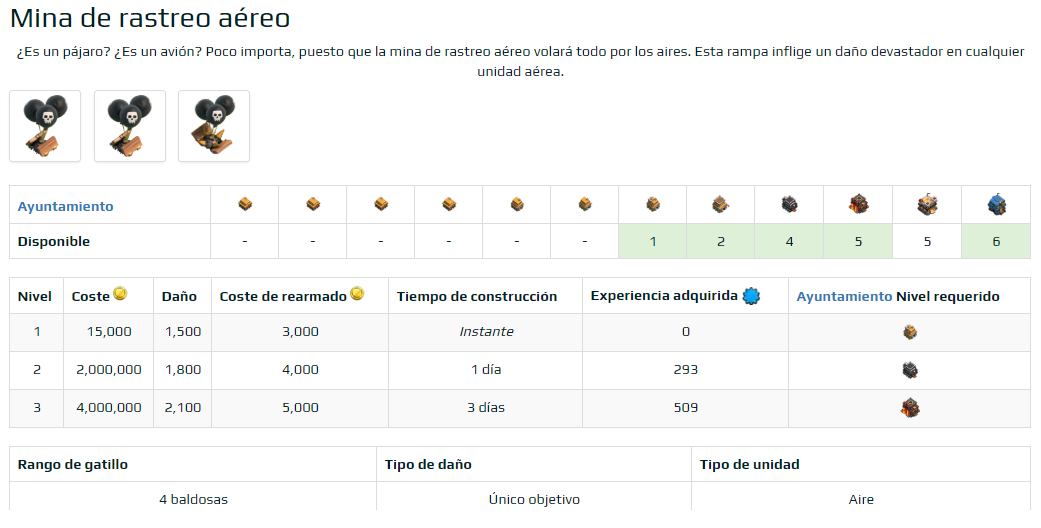 Mina de rastreo aéreo
¿Es un pájaro? ¿Es un avión? Poco importa, puesto que la mina de rastreo aéreo volará todo por los aires. Esta rampa inflige un daño devastador en cualquier
unidad aérea.
Ayuntamiento
Disponible - - - - - - 1 2 4 5 5 6
Nivel Coste Daño Coste de rearmado Tiempo de construcción Experiencia adquirida Ayuntamiento Nivel requerido
1 15,000 1,500 3,000 Instante 0
2 2,000,000 1,800 4,000 1 día 293
3 4,000,000 2,100 5,000 3 días 509
Rango de gatillo Tipo de daño Tipo de unidad
4 baldosas Único objetivo Aire